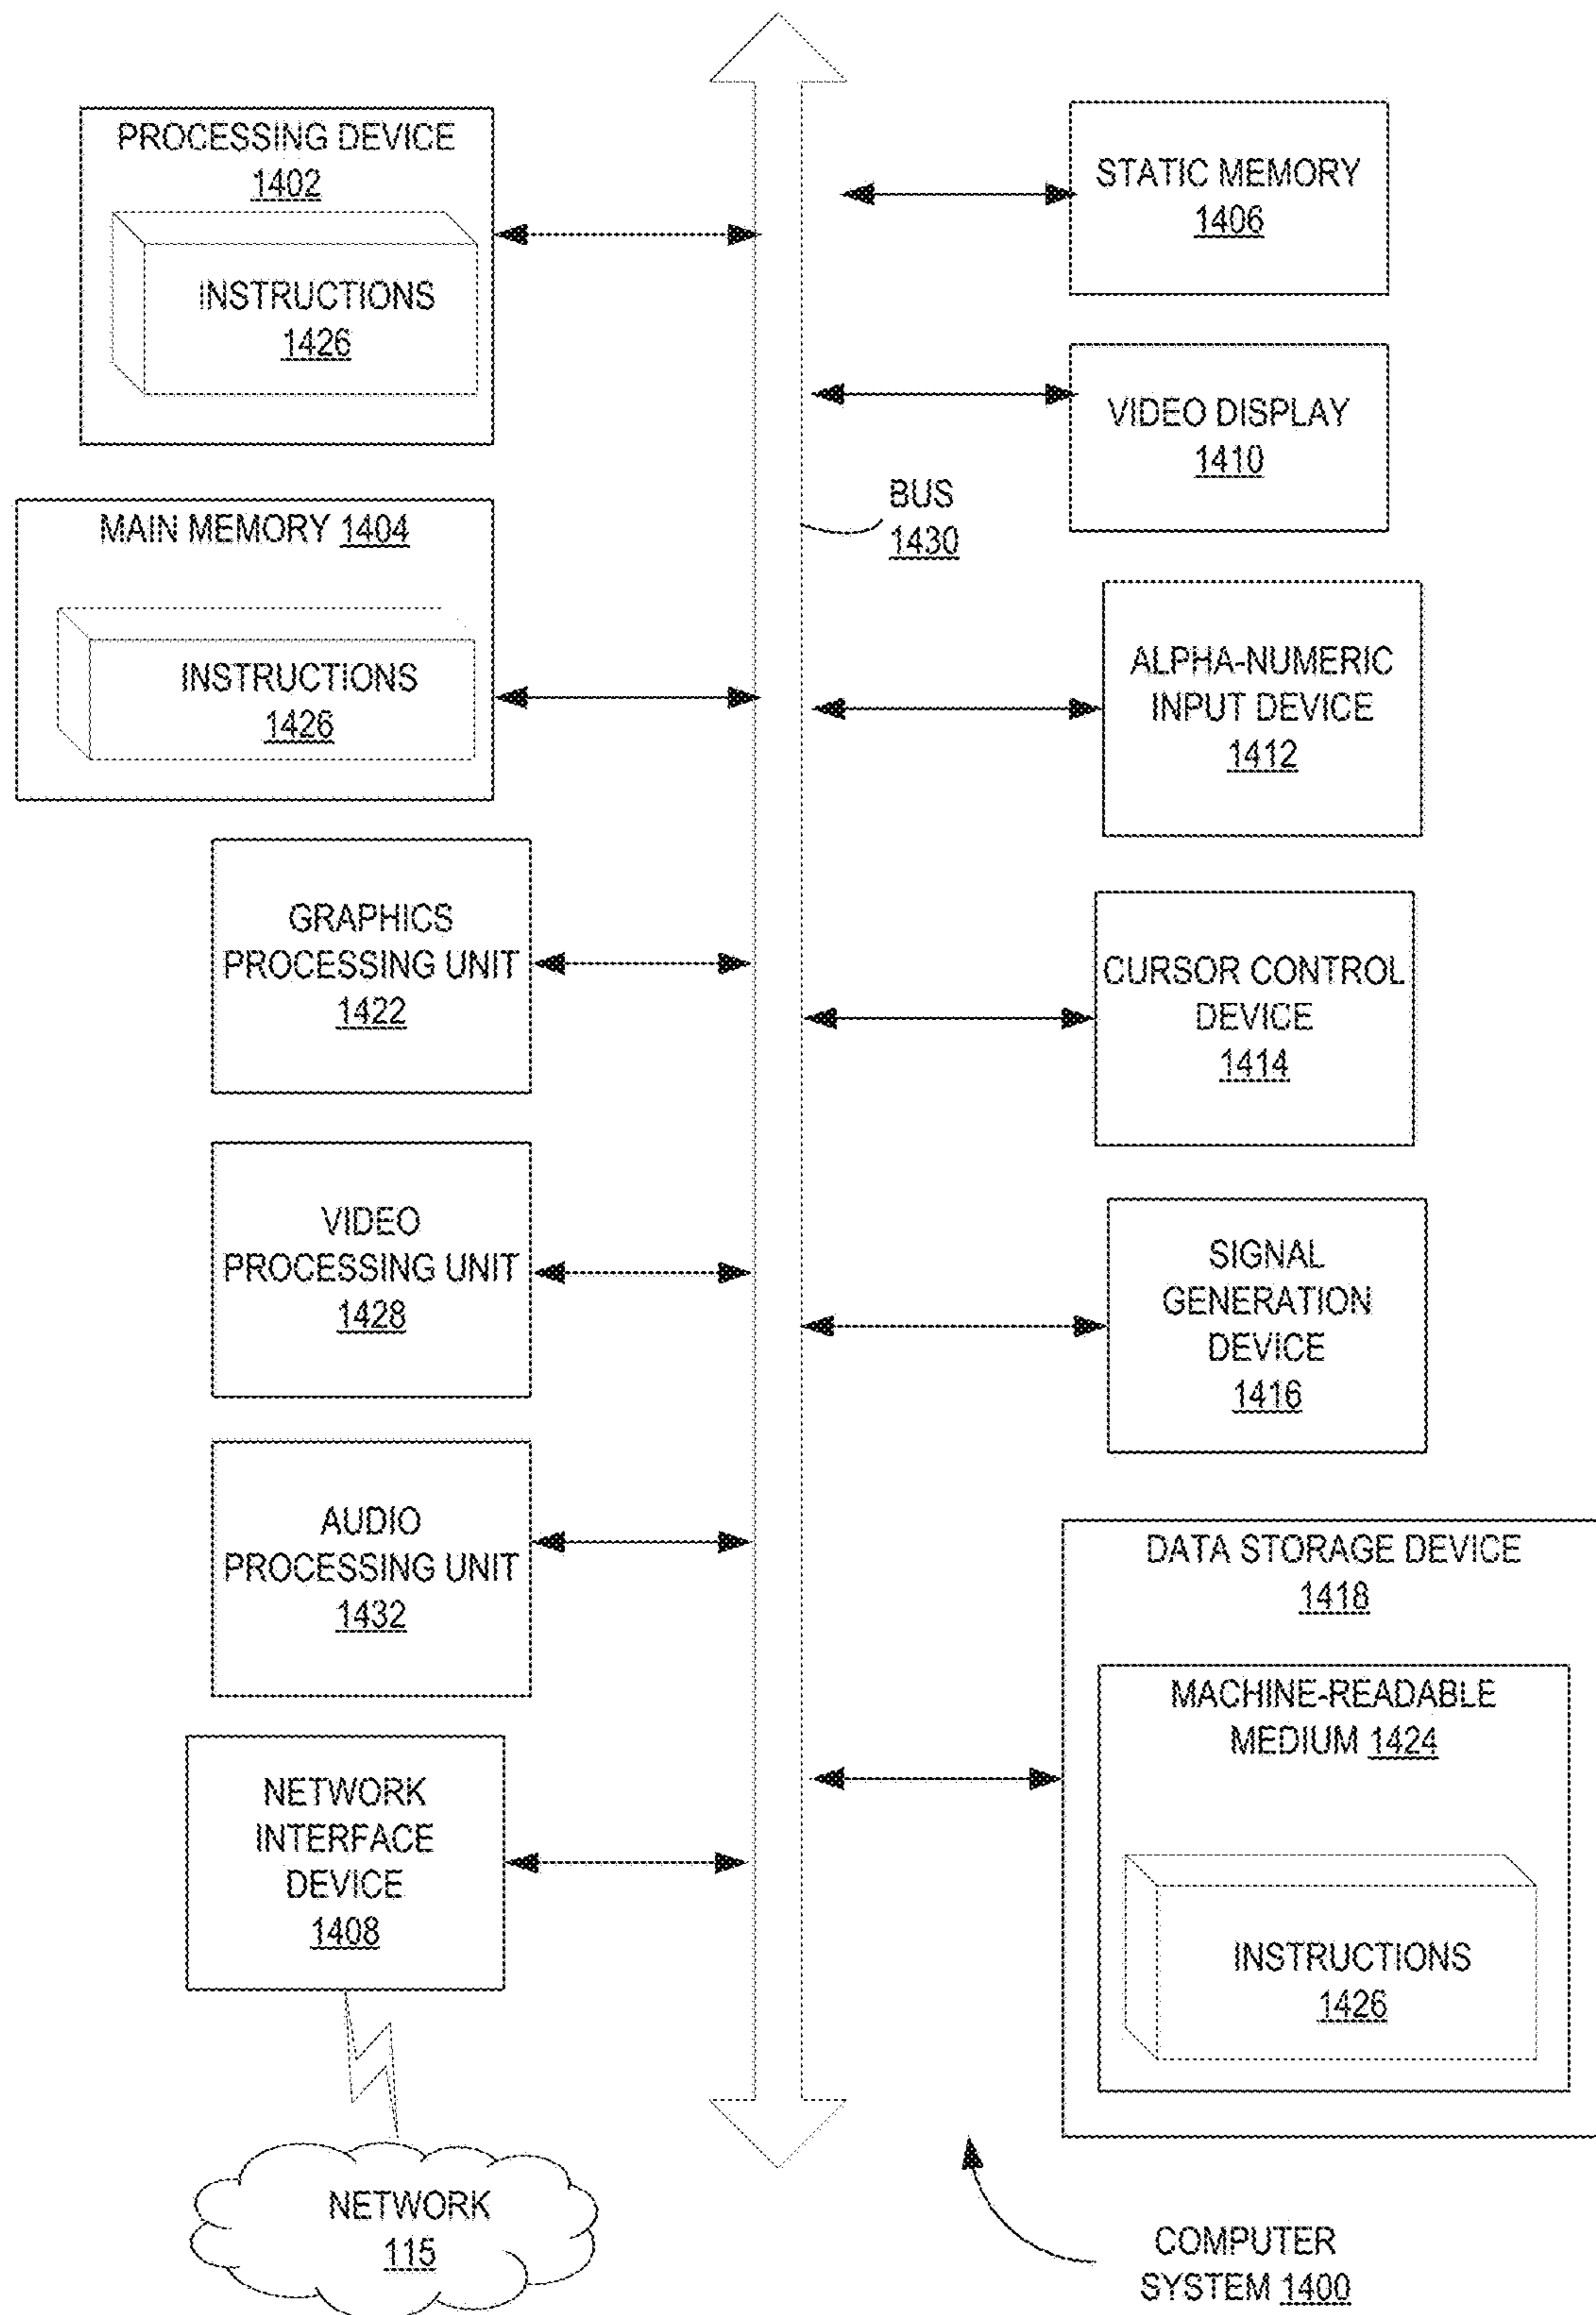 PROCESSING DEVICE
1402
INSTRUCTIONS
1426
MAIN MEMORY 1404
INSTRUCTIONS
1426
GRAPHICS
PROCESSING UNIT
1422
VIDEO
PROCESSING UNIT
1428
AUDIO
PROCESSING UNIT
1432
NETWORK
INTERFACE
DEVICE
1408
NETWORK
115
BUS
1430
STATIC MEMORY
1406
VIDEO DISPLAY
1410
ALPHA-NUMERIC
INPUT DEVICE
1412
CURSOR CONTROL
DEVICE
1414
SIGNAL
GENERATION
DEVICE
1416
DATA STORAGE DEVICE
1418
MACHINE-READABLE
MEDIUM 1424
INSTRUCTIONS
1426
COMPUTER
SYSTEM 1400